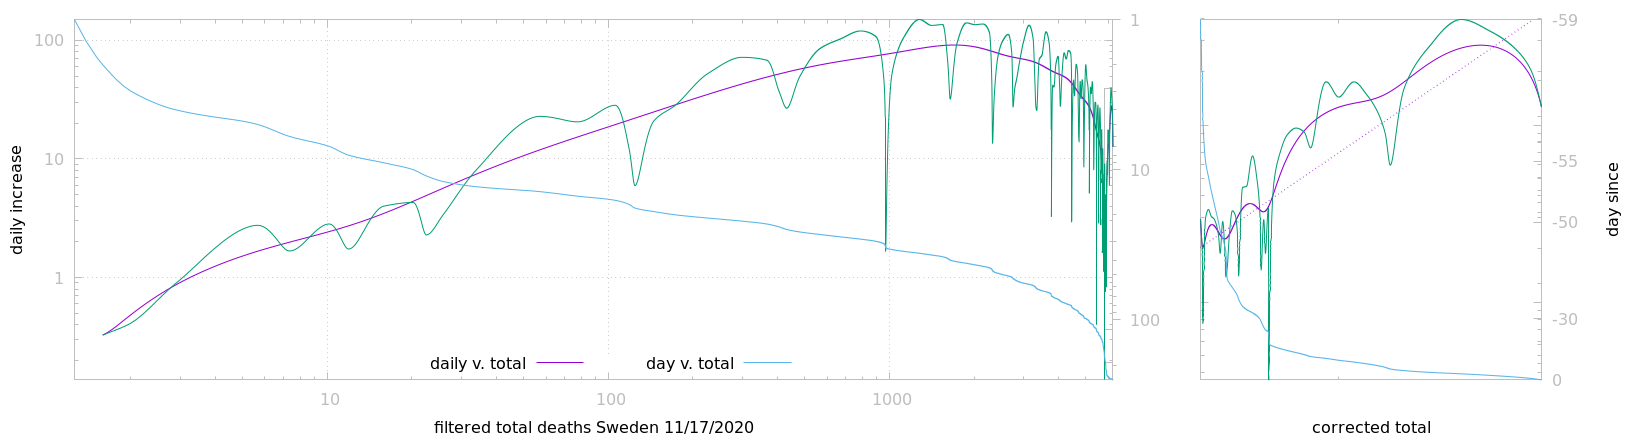 100
10
1
daily increase
daily v. total
day v. total
10
100
1000
filtered total deaths Sweden 11/17/2020
1
10
100
-59
-55
-50
-30
0
day since
corrected total